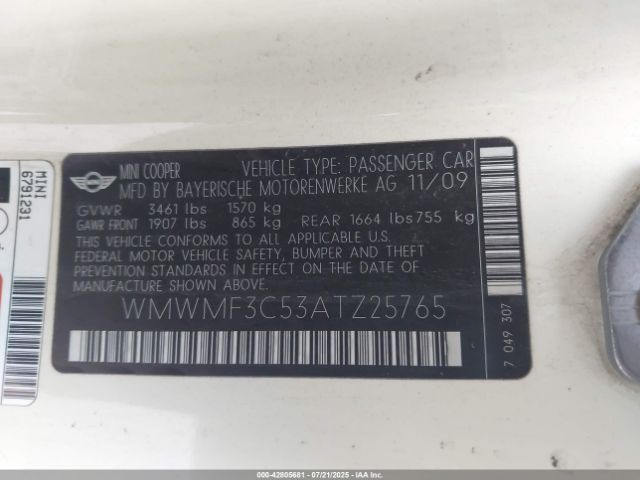 MINI COOPER VEHICLE TYPE: PASSENGER CAR
MFD BY BAYERISCHE MOTORENWERKE AG 11/09
GVWR 3461 lbs 1570 kg
GAWR FRONT 1907 lbs 865 kg REAR 1664 lbs 755 kg
THIS VEHICLE CONFORMS TO ALL APPLICABLE U.S.
FEDERAL MOTOR VEHICLE SAFETY, BUMPER AND THEFT
PREVENTION STANDARDS IN EFFECT ON THE DATE OF
MANUFACTURE SHOWN ABOVE.
WMWMF3C53ATZ25765
7 049 307
MINI
6791231
000-42805681 | 07/21/2025 | COPART/IAAI